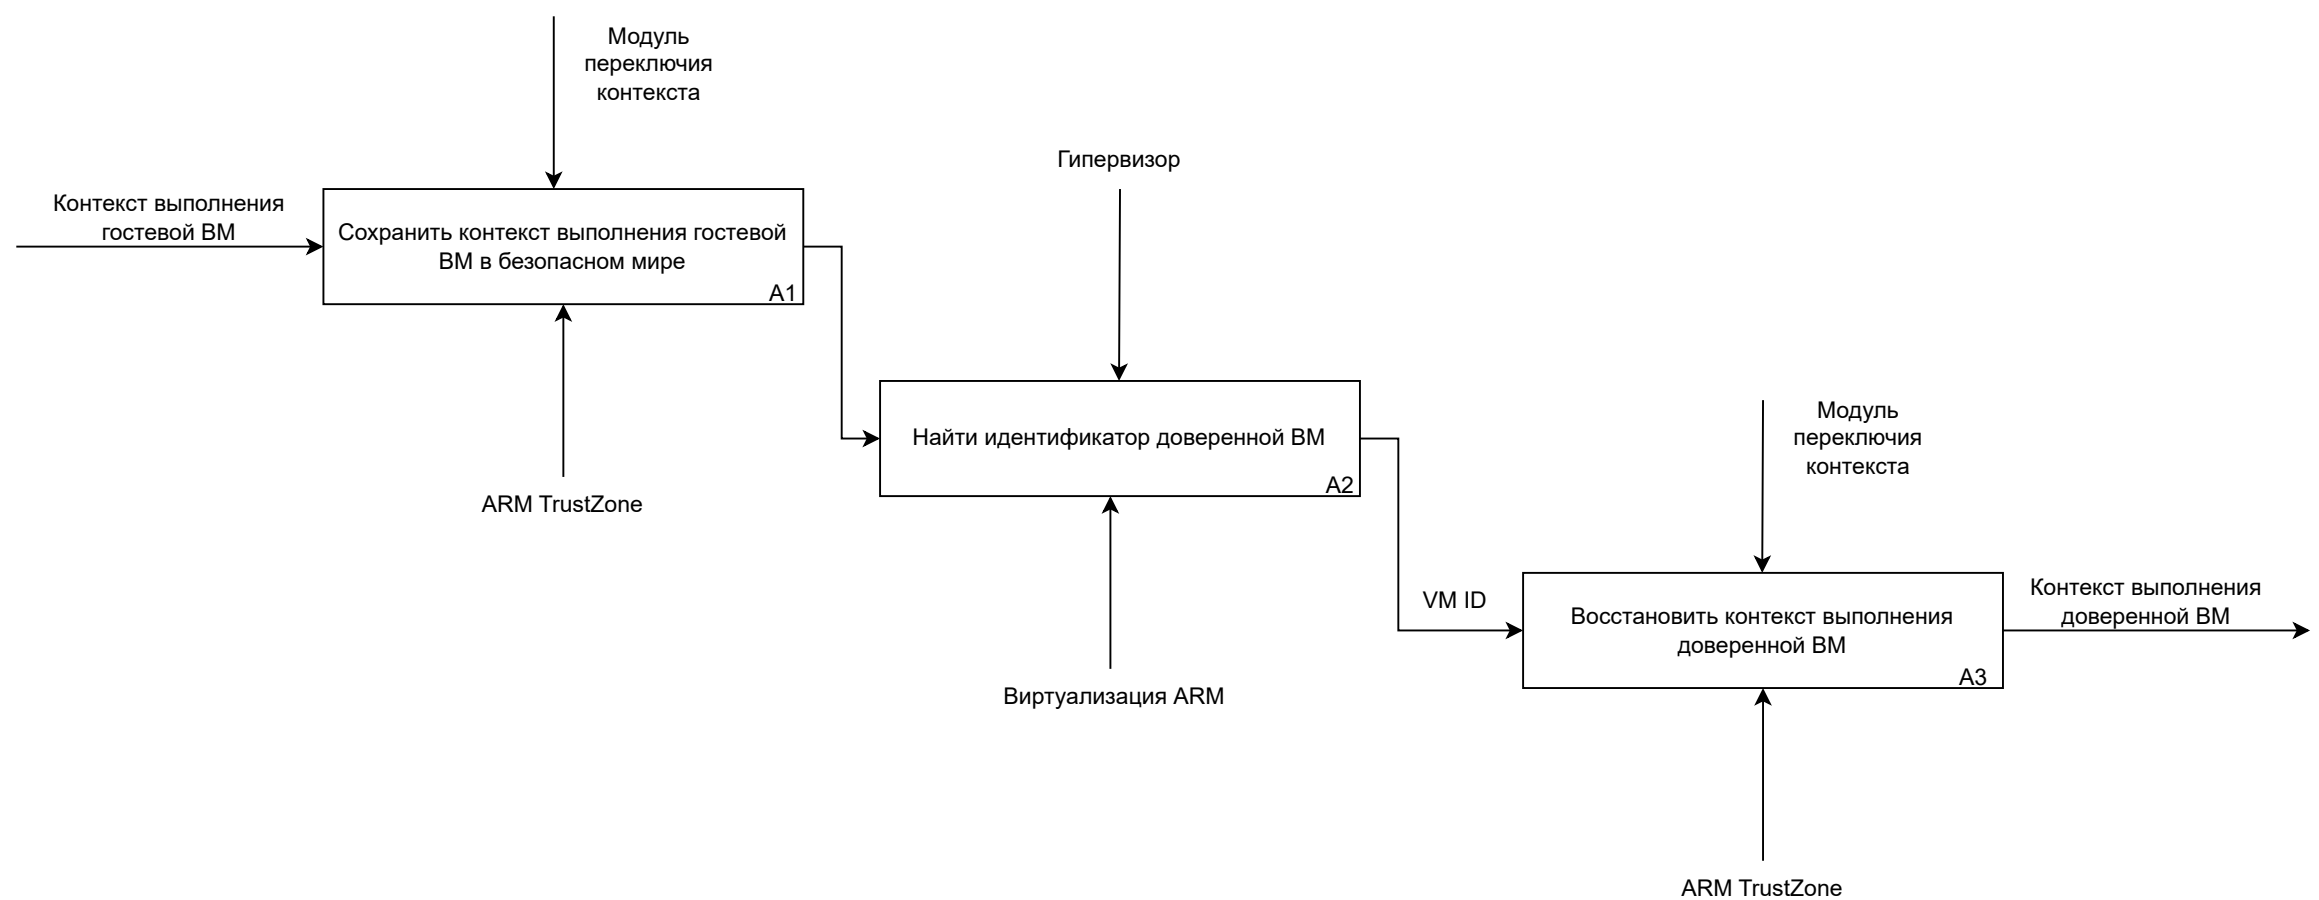 Модуль
переключия
контекста
Гипервизор
Контекст выполнения
гостевой ВМ
Сохранить контекст выполнения гостевой
ВМ в безопасном мире
A1
ARM TrustZone
Найти идентификатор доверенной ВМ
A2
Виртуализация ARM
Модуль
переключия
контекста
VM ID
Восстановить контекст выполнения
доверенной ВМ
A3
Контекст выполнения
доверенной ВМ
ARM TrustZone